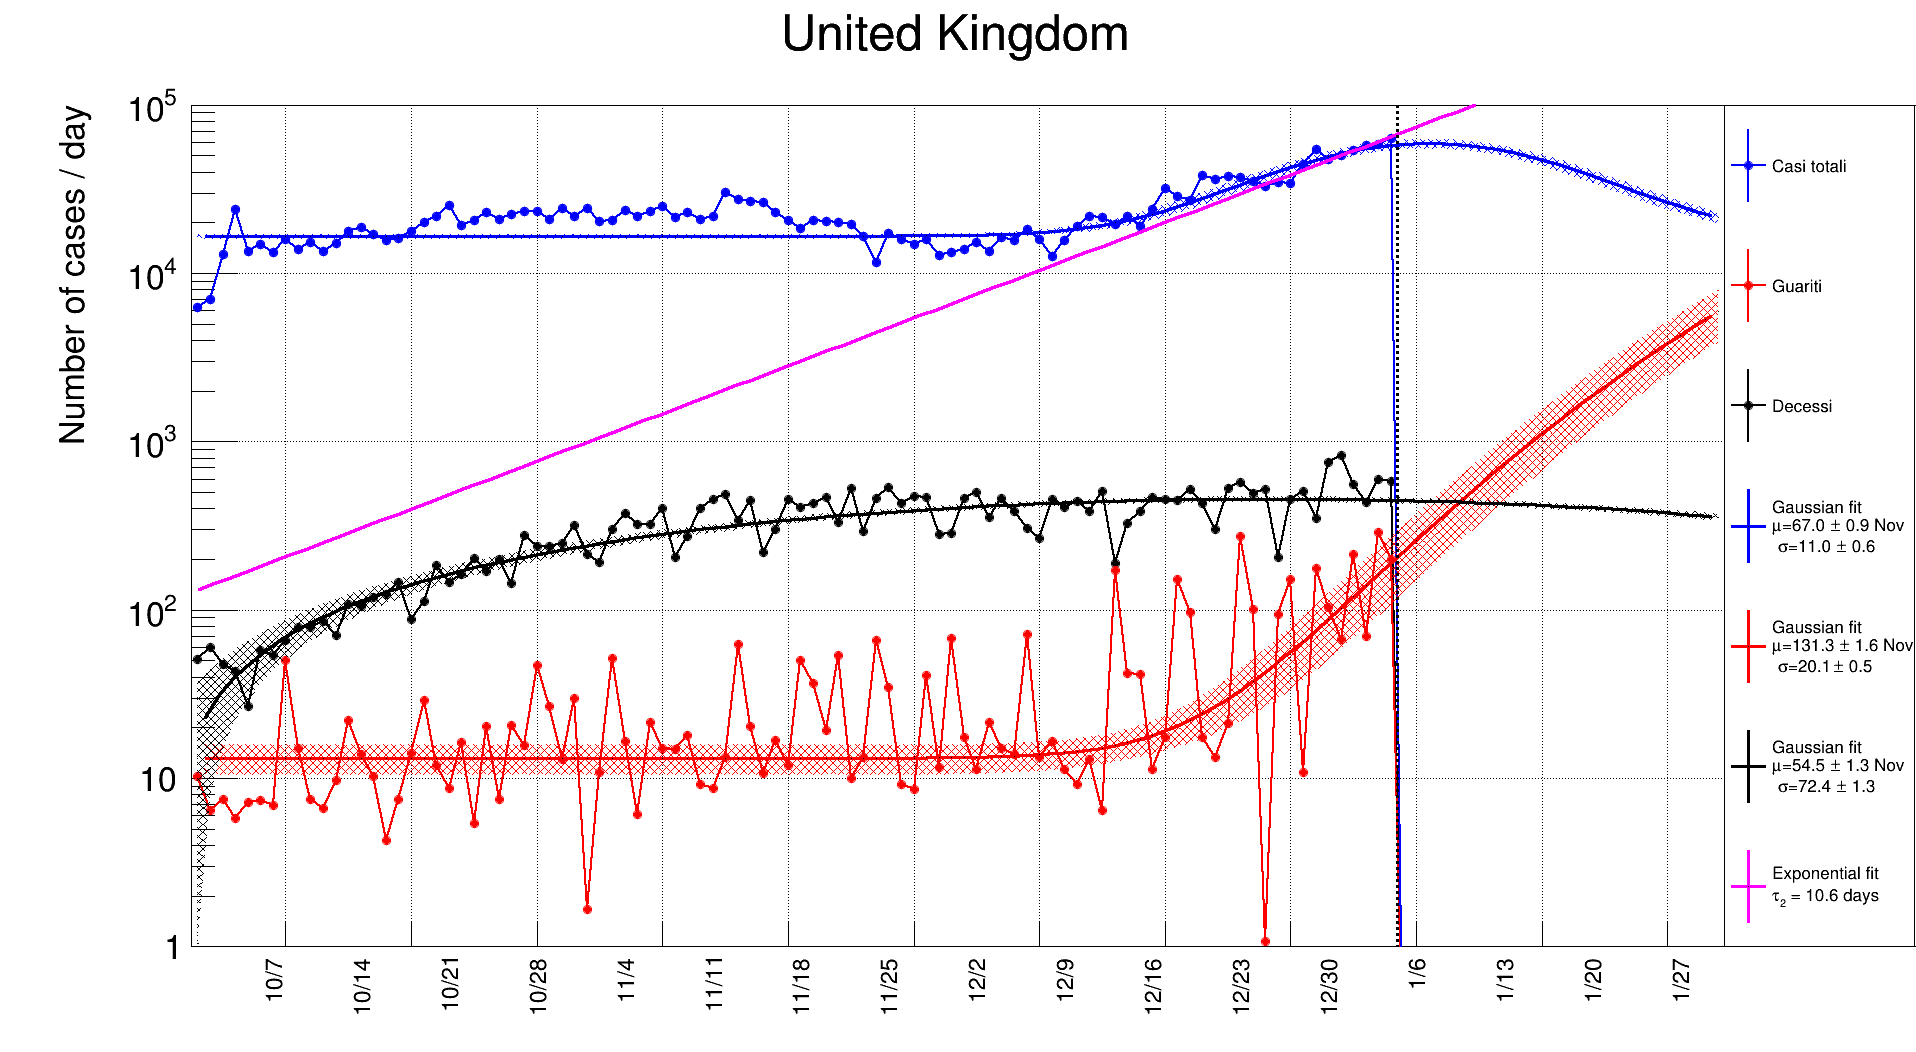 United Kingdom
Number of cases / day
10^5
10^4
10^3
10^2
10
1
10/7
10/14
10/21
10/28
11/4
11/11
11/18
11/25
12/2
12/9
12/16
12/23
12/30
1/6
1/13
1/20
1/27
Casi totali
Guariti
Decessi
Gaussian fit
μ=67.0 ± 0.9 Nov
σ=11.0 ± 0.6
Gaussian fit
μ=131.3 ± 1.6 Nov
σ=20.1 ± 0.5
Gaussian fit
μ=54.5 ± 1.3 Nov
σ=72.4 ± 1.3
Exponential fit
τ₂ = 10.6 days